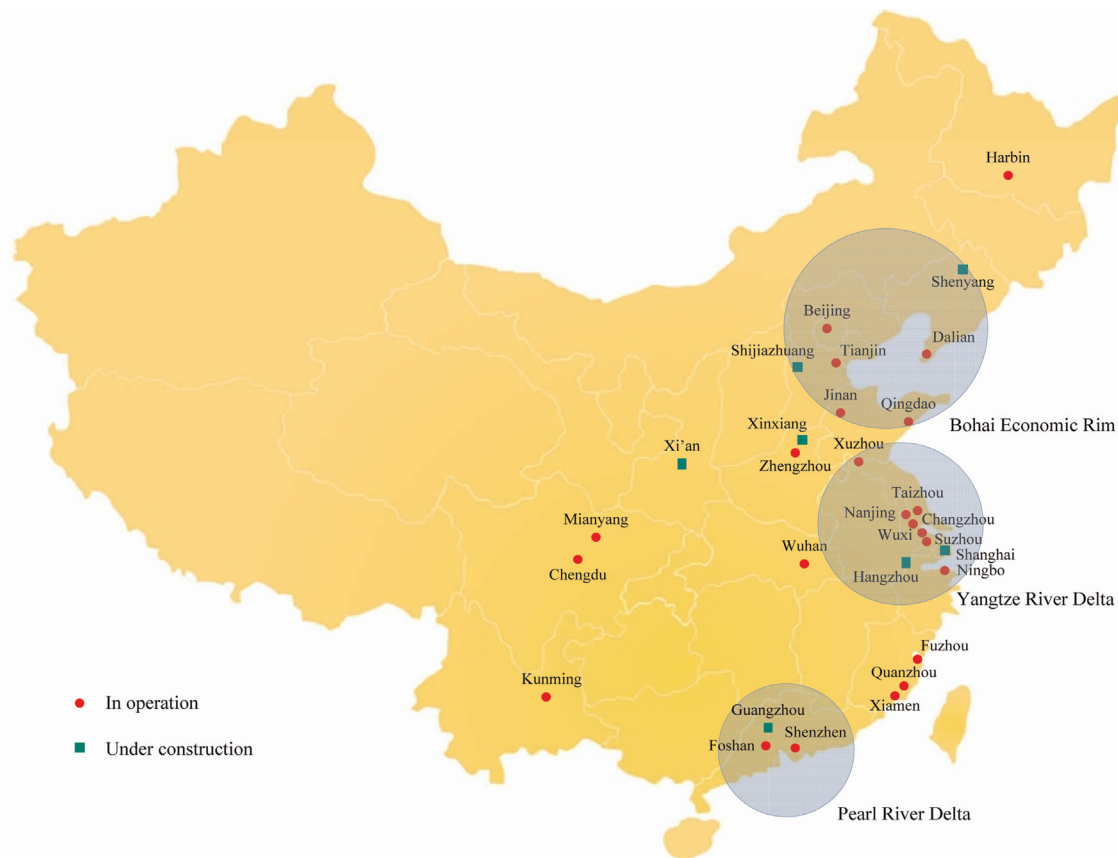 Harbin
Shenyang
Beijing
Dalian
Shijiazhuang
Tianjin
Jinan
Qingdao
Bohai Economic Rim
Xinxiang
Xi’an
Xuzhou
Zhengzhou
Taizhou
Mianyang
Nanjing
Changzhou
Wuxi
Suzhou
Wuhan
Shanghai
Chengdu
Hangzhou
Ningbo
Yangtze River Delta
Fuzhou
Quanzhou
Kunming
Xiamen
In operation
Guangzhou
Foshan
Shenzhen
Under construction
Pearl River Delta